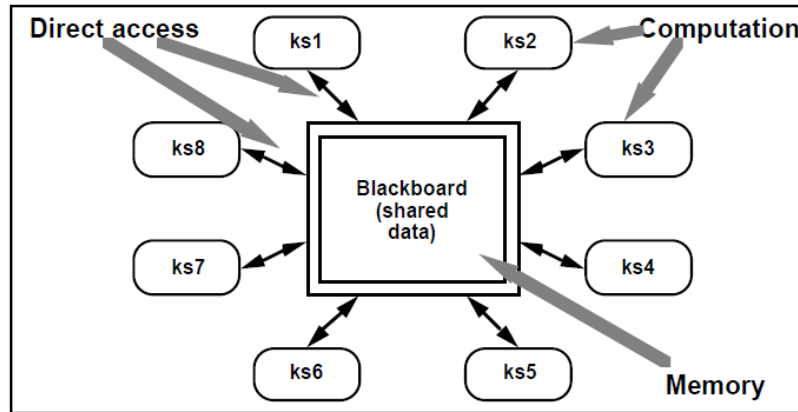 Direct access
ks1
ks2
Computation
ks8
ks3
Blackboard
(shared
data)
ks7
ks4
ks6
ks5
Memory